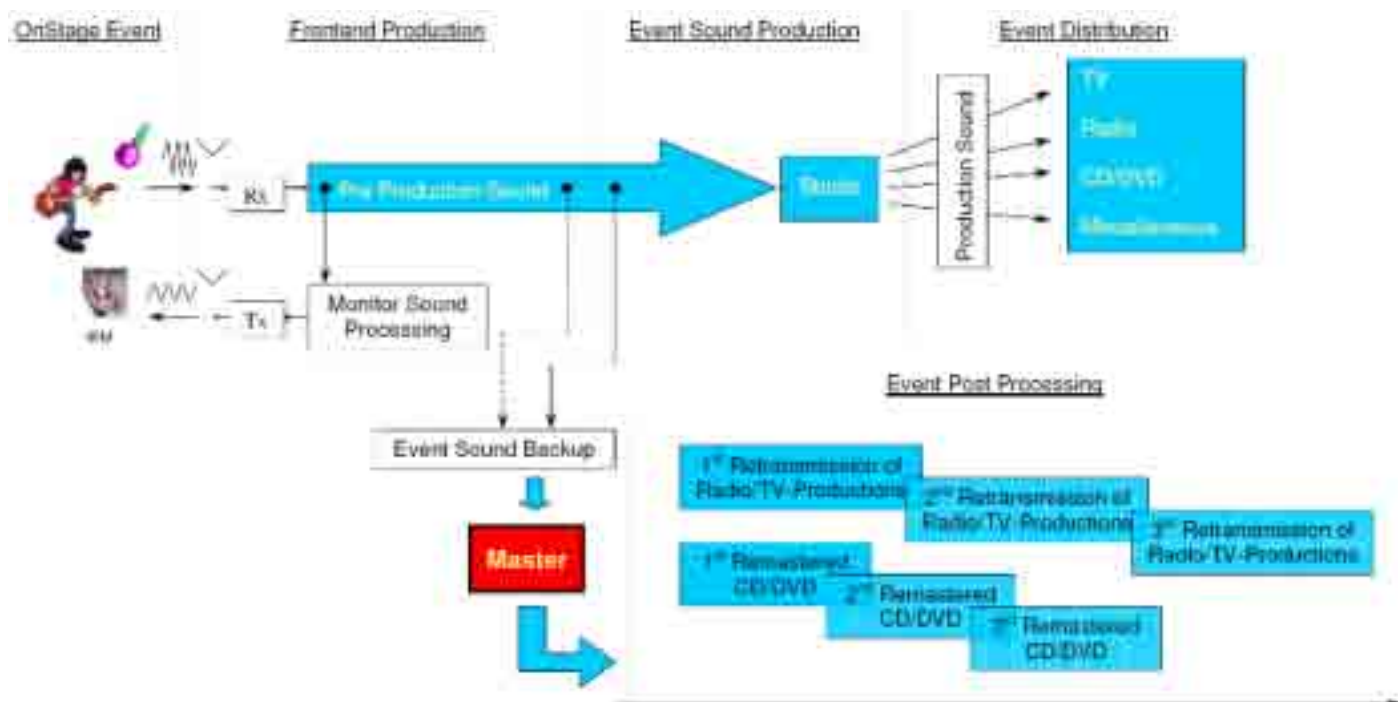 OnStage Event
Frontend Production
Event Sound Production
Event Distribution
TV
Radio
CD/DVD
Miscellaneous
Production Sound
Rx
Pre Production Sound
Monitor Sound
Processing
Tx
Event Post Processing
Event Sound Backup
1st Retransmission of
Radio/TV-Productions
2nd Retransmission of
Radio/TV-Productions
3rd Retransmission of
Radio/TV-Productions
Master
1st Remastered
CD/DVD
2nd Remastered
CD/DVD
3rd Remastered
CD/DVD